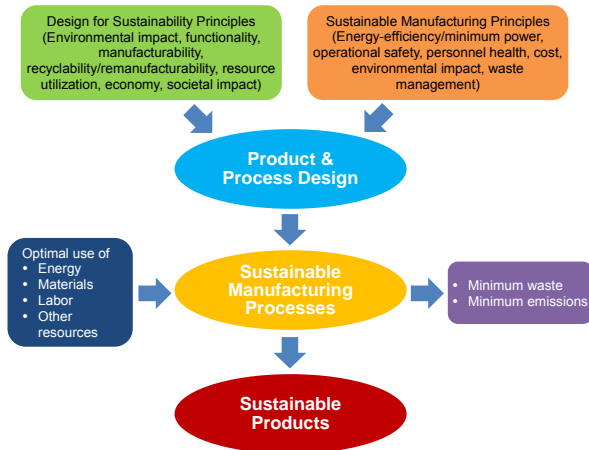 Design for Sustainability Principles
(Environmental impact, functionality,
manufacturability,
recyclability/remanufacturability, resource
utilization, economy, societal impact)
Sustainable Manufacturing Principles
(Energy-efficiency/minimum power,
operational safety, personnel health, cost,
environmental impact, waste
management)
Product &
Process Design
Optimal use of
• Energy
• Materials
• Labor
• Other
resources
Sustainable
Manufacturing
Processes
• Minimum waste
• Minimum emissions
Sustainable
Products